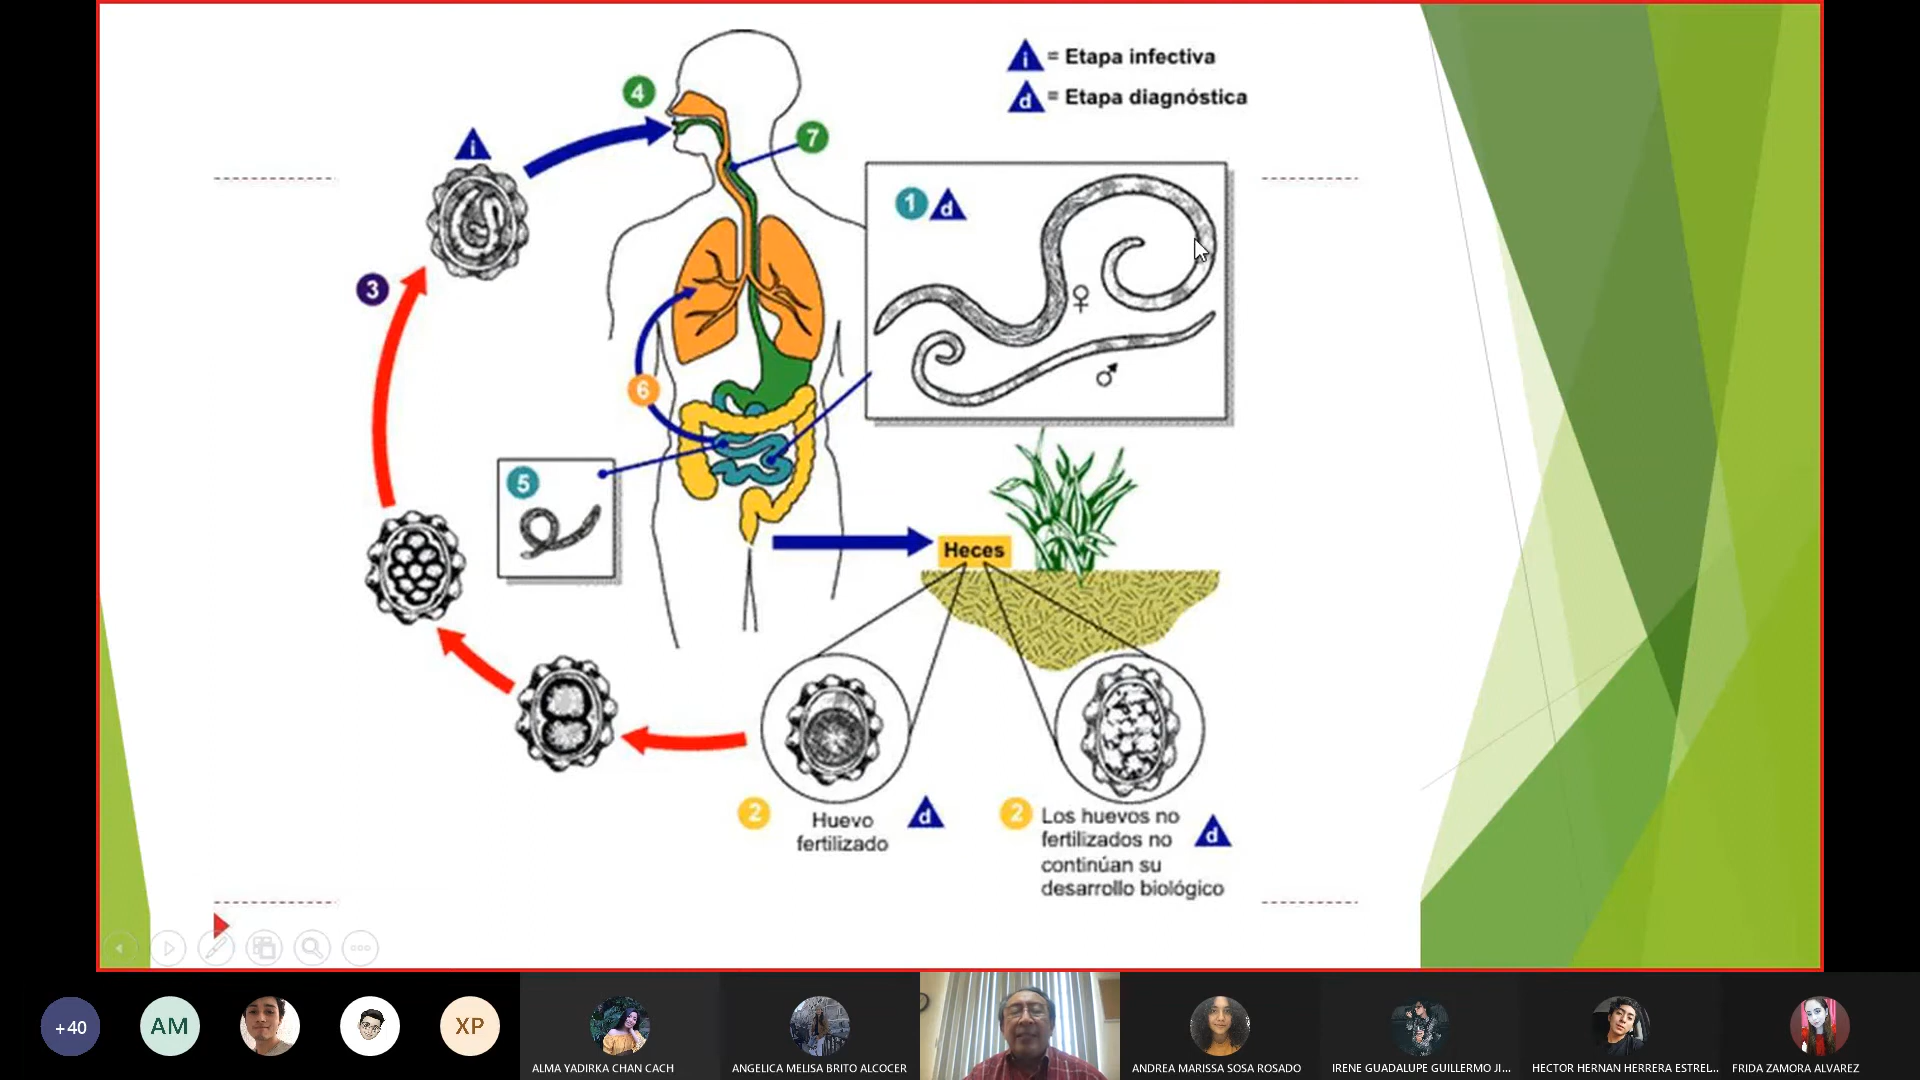 i = Etapa infectiva
d = Etapa diagnóstica
4
7
i
1 d
♀
♂
3
6
5
Heces
2
Huevo
fertilizado
d
2
Los huevos no
fertilizados no
continúan su
desarrollo biológico
d
+40
AM
XP
ALMA YADIRKA CHAN CACH
ANGELICA MELISA BRITO ALCOCER
ANDREA MARISSA SOSA ROSADO
IRENE GUADALUPE GUILLERMO JI...
HECTOR HERNAN HERRERA ESTREL...
FRIDA ZAMORA ALVAREZ